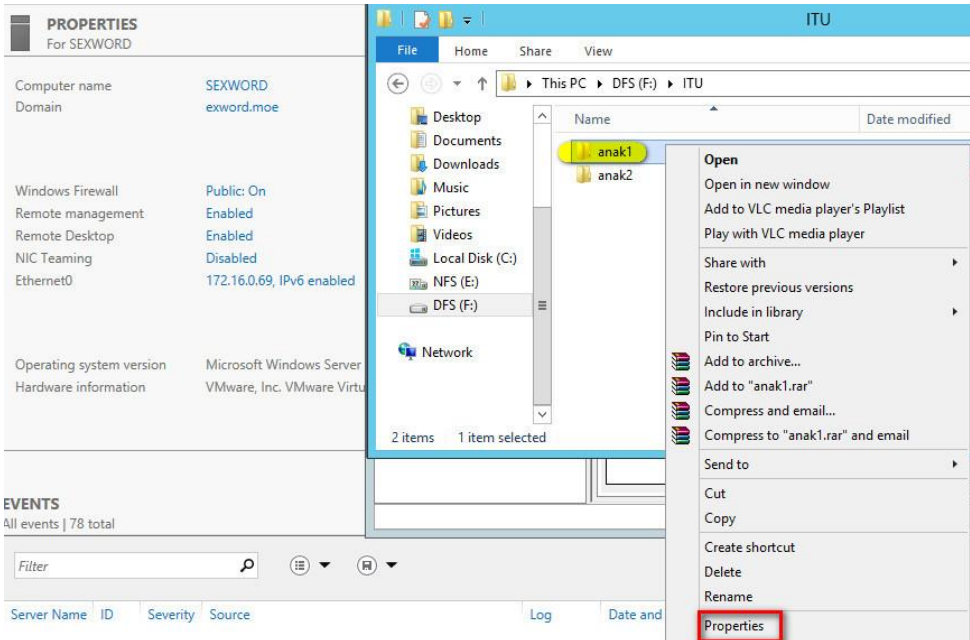 PROPERTIES
For SEXWORD
Computer name SEXWORD
Domain exword.moe
Windows Firewall Public: On
Remote management Enabled
Remote Desktop Enabled
NIC Teaming Disabled
Ethernet0 172.16.0.69, IPv6 enabled
Operating system version Microsoft Windows Server
Hardware information VMware, Inc. VMware Virtu
EVENTS
All events | 78 total
Filter
Server Name ID Severity Source Log Date and
ITU
File Home Share View
This PC DFS (F:) ITU
Desktop
Documents
Downloads
Music
Pictures
Videos
Local Disk (C:)
NFS (E:)
DFS (F:)
Network
Name Date modified
anak1
anak2
2 items 1 item selected
Open
Open in new window
Add to VLC media player's Playlist
Play with VLC media player
Share with
Restore previous versions
Include in library
Pin to Start
Add to archive...
Add to "anak1.rar"
Compress and email...
Compress to "anak1.rar" and email
Send to
Cut
Copy
Create shortcut
Delete
Rename
Properties